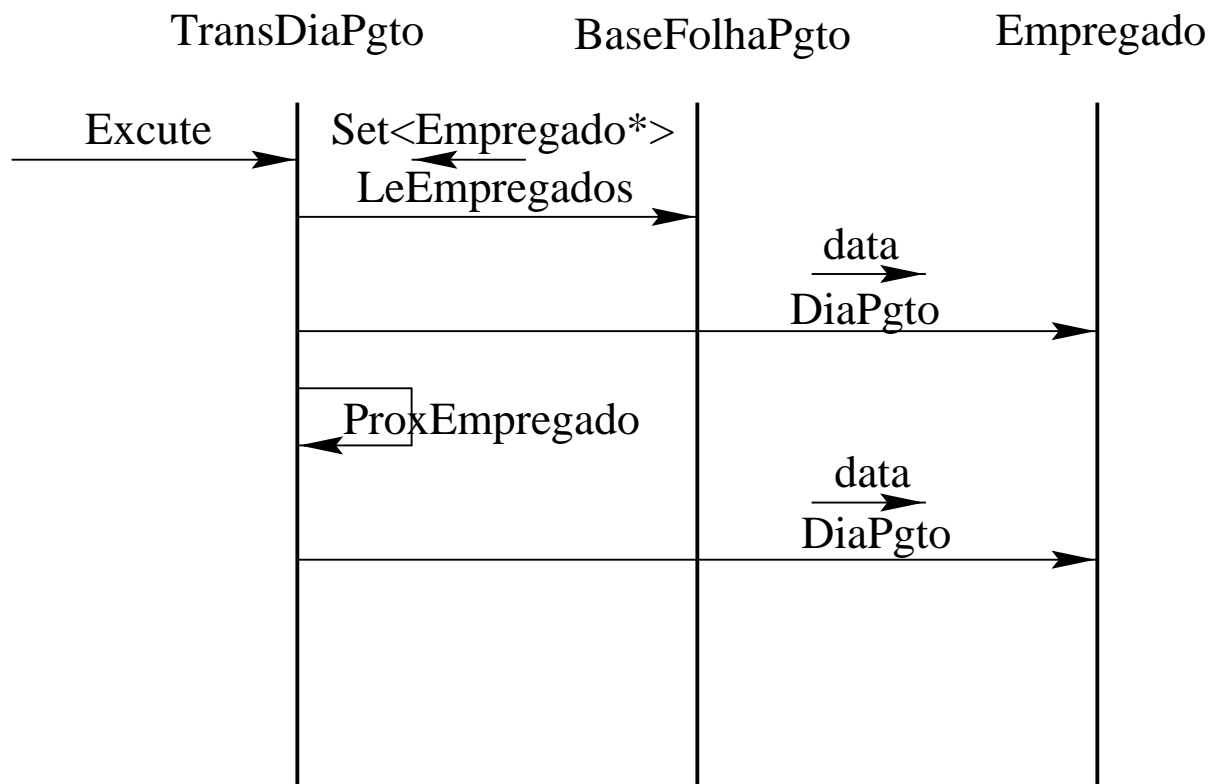 TransDiaPgto BaseFolhaPgto Empregado
Excute Set<Empregado*>
LeEmpregados
data
DiaPgto
ProxEmpregado
data
DiaPgto